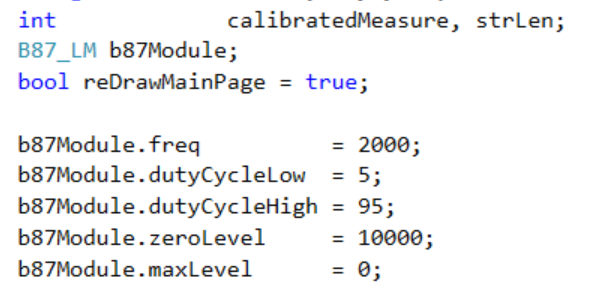 int calibratedMeasure, strLen;
B87_LM b87Module;
bool reDrawMainPage = true;
b87Module.freq = 2000;
b87Module.dutyCycleLow = 5;
b87Module.dutyCycleHigh = 95;
b87Module.zeroLevel = 10000;
b87Module.maxLevel = 0;